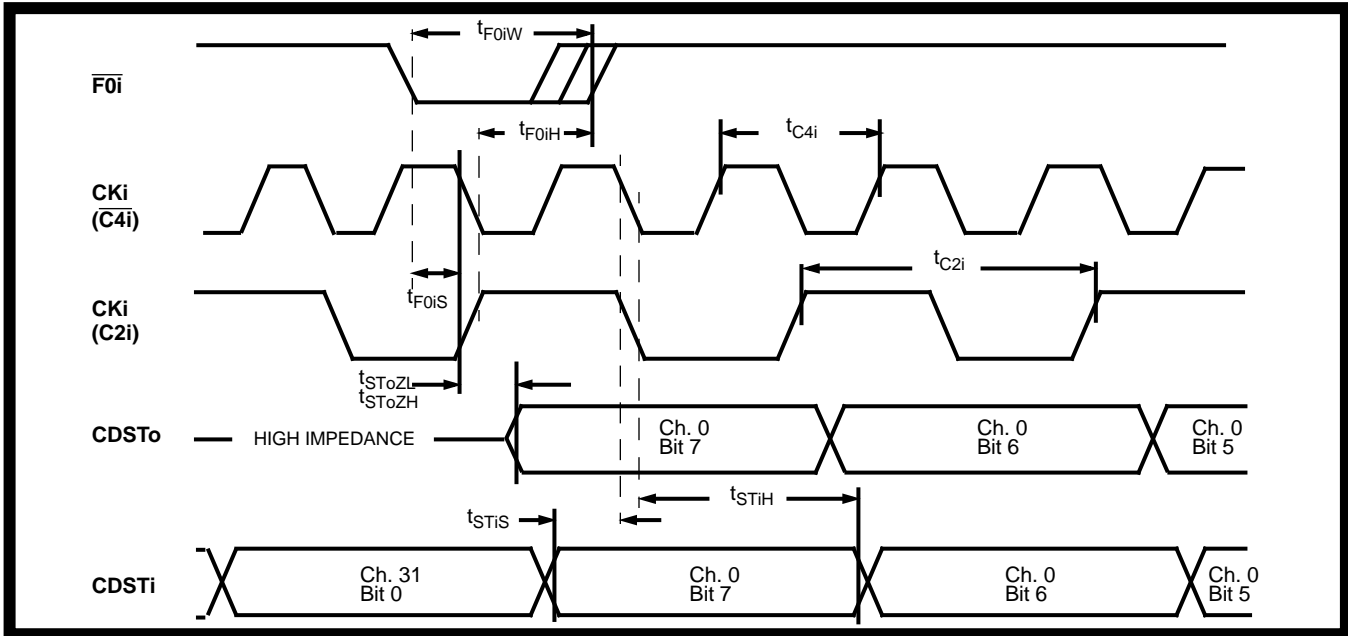 tF0iW
F0i
tF0iH
tC4i
CKi
(C4i)
tC2i
tF0iS
CKi
(C2i)
tSToZL
tSToZH
CDSTo
HIGH IMPEDANCE
Ch. 0
Bit 7
Ch. 0
Bit 6
Ch. 0
Bit 5
tSTiH
tSTiS
CDSTi
Ch. 31
Bit 0
Ch. 0
Bit 7
Ch. 0
Bit 6
Ch. 0
Bit 5